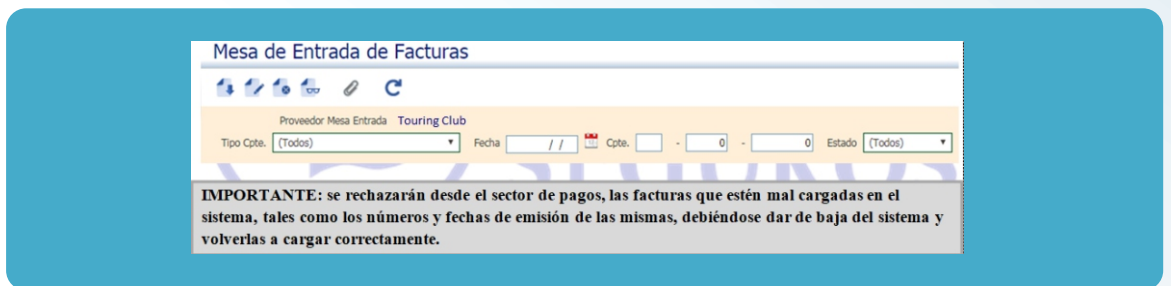 Mesa de Entrada de Facturas
Proveedor Mesa Entrada Touring Club
Tipo Cpte. (Todos) Fecha / / Cpte. - 0 - 0 Estado (Todos)
IMPORTANTE: se rechazarán desde el sector de pagos, las facturas que estén mal cargadas en el
sistema, tales como los números y fechas de emisión de las mismas, debiéndose dar de baja del sistema y
volverlas a cargar correctamente.